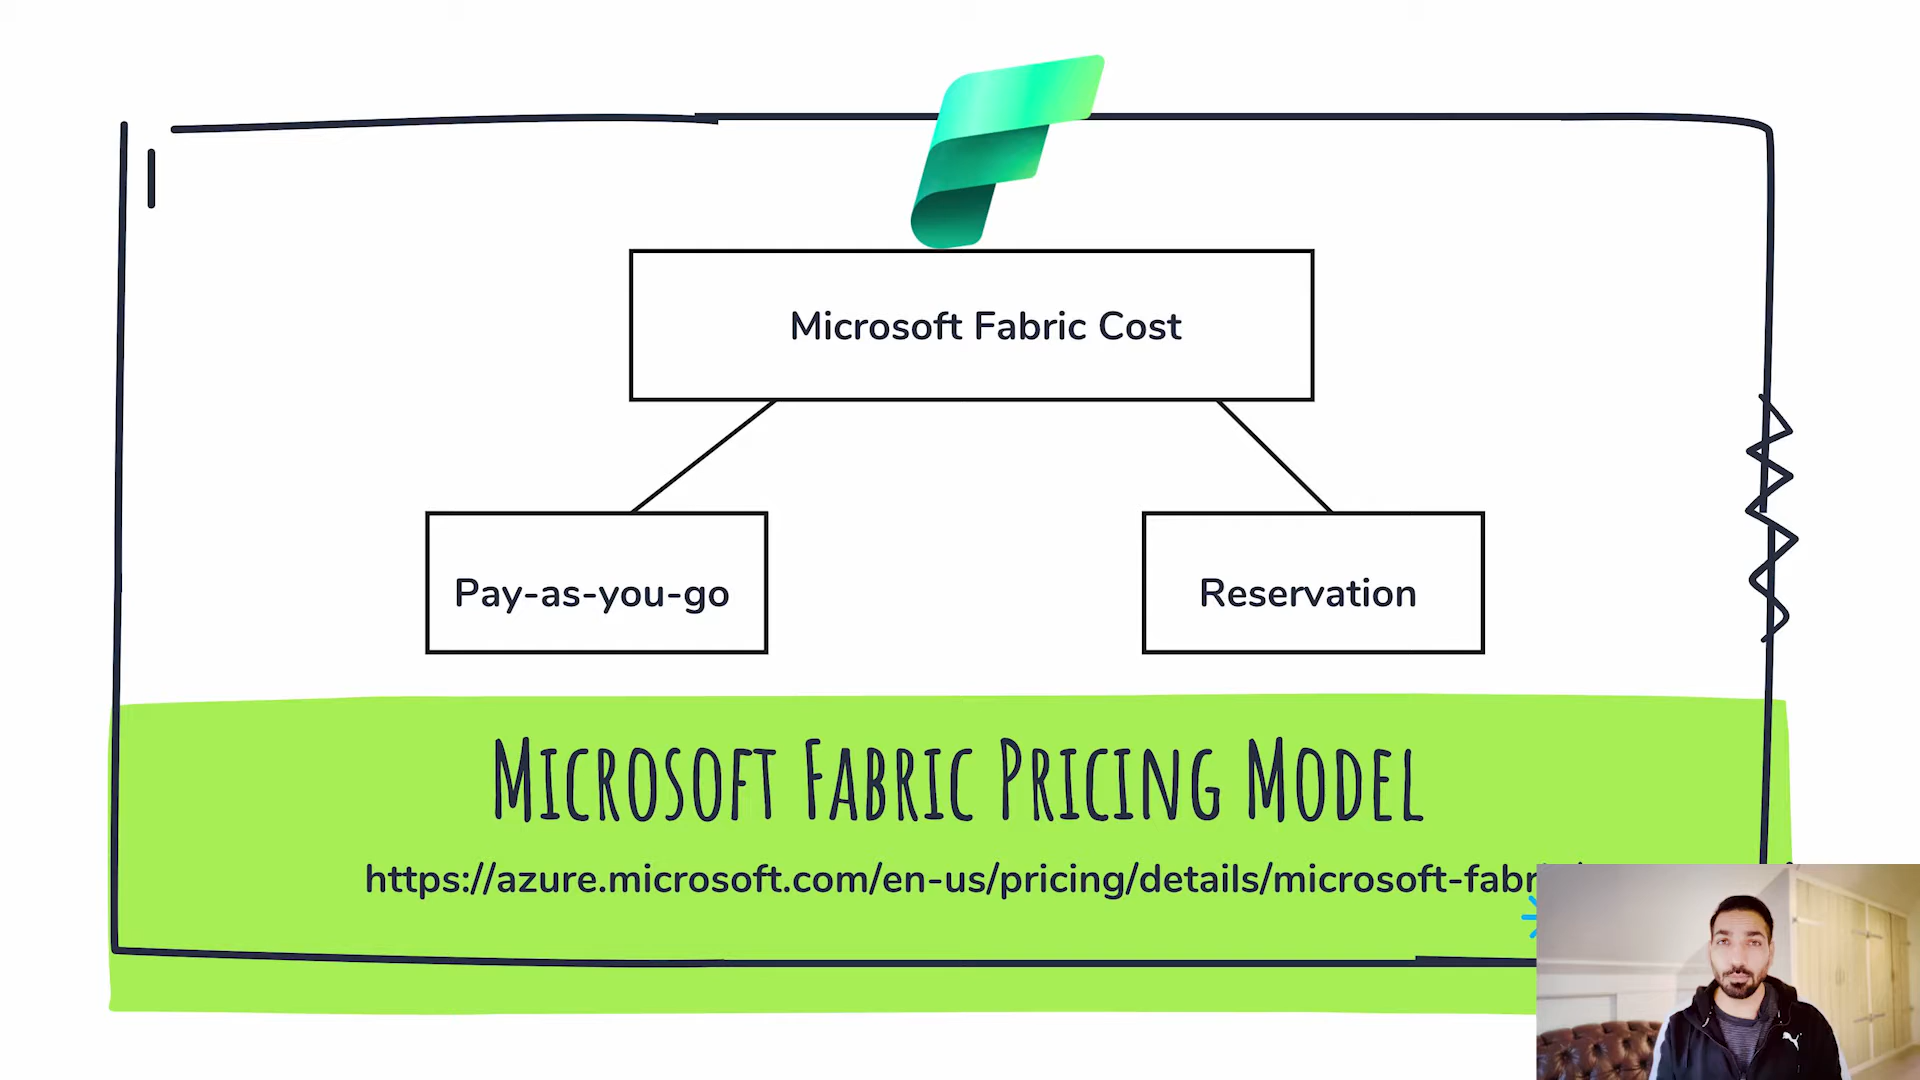 Microsoft Fabric Cost
Pay-as-you-go
Reservation
Microsoft Fabric Pricing Model
https://azure.microsoft.com/en-us/pricing/details/microsoft-fabr